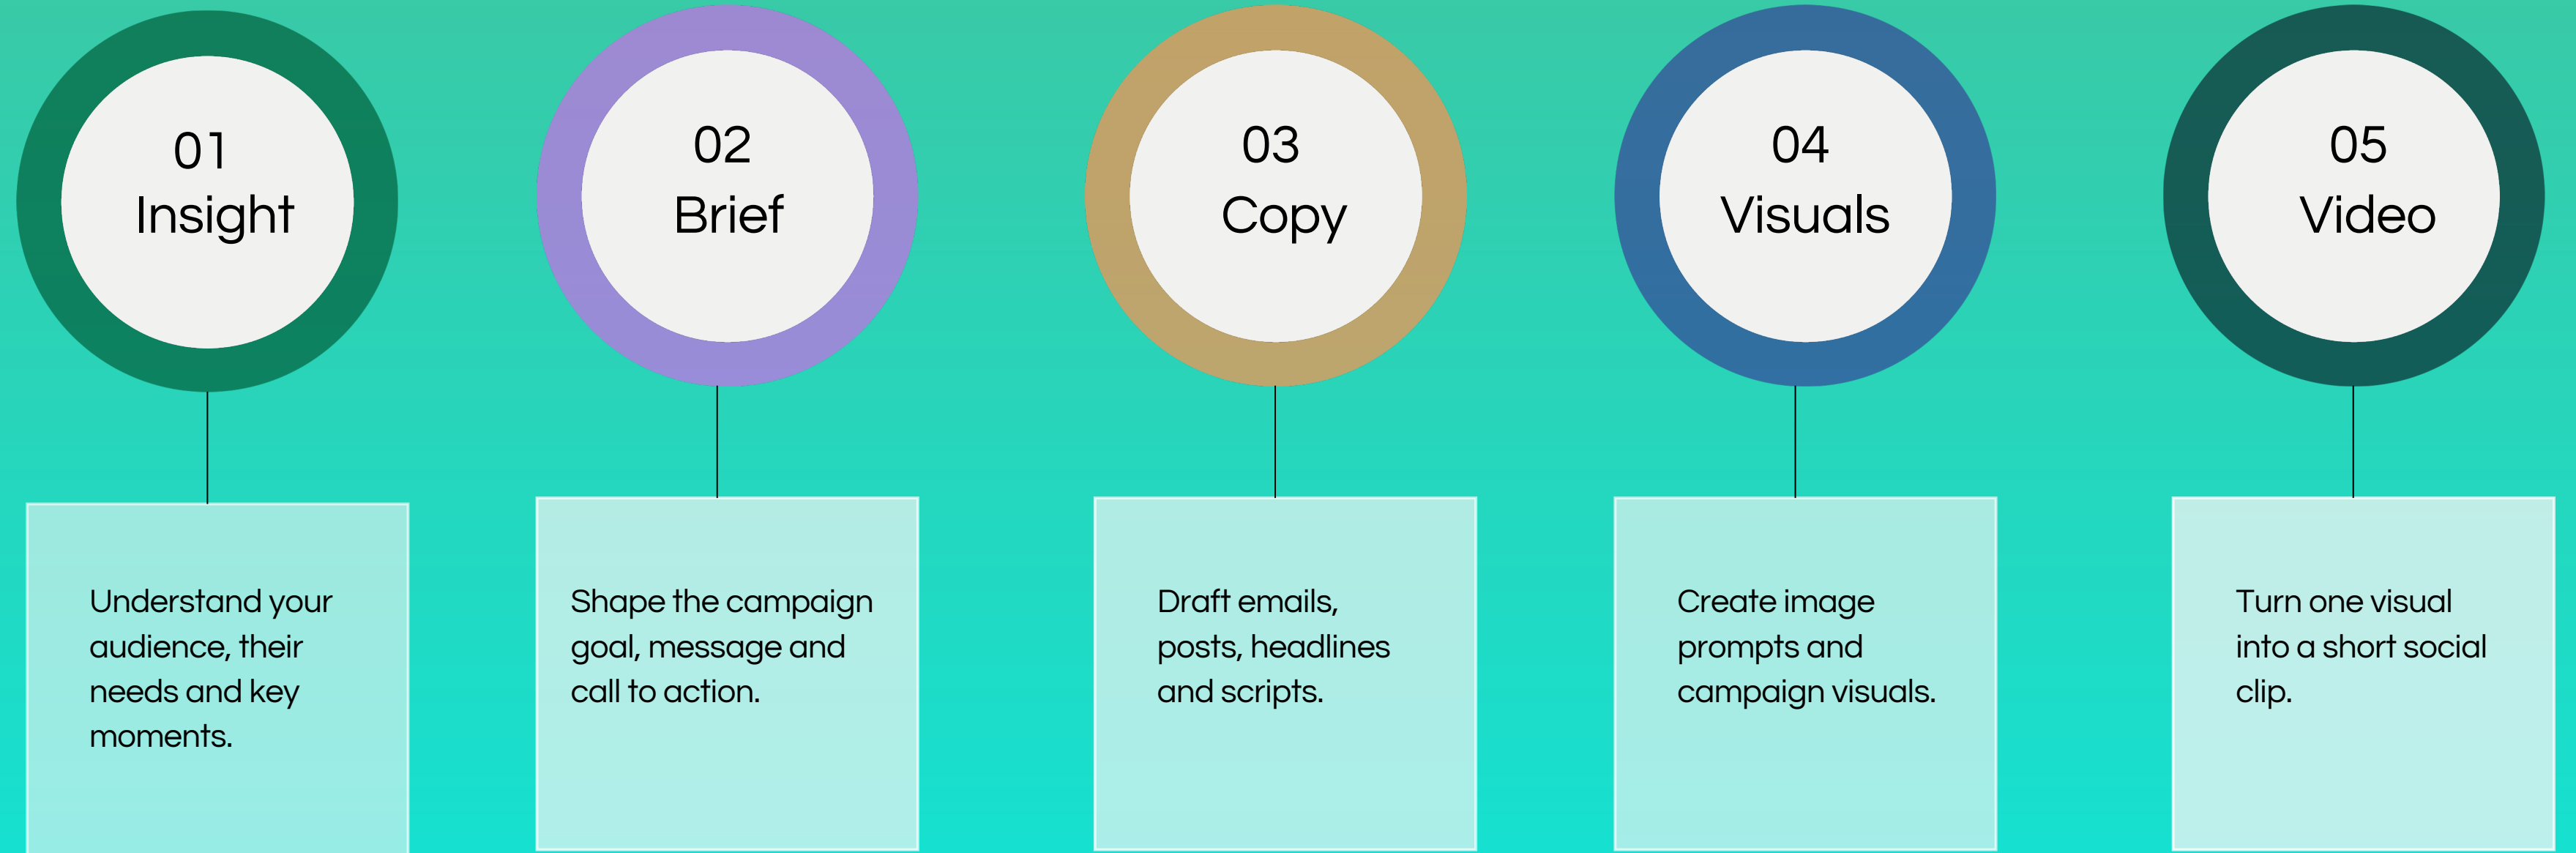 01
Insight
Understand your
audience, their
needs and key
moments.
02
Brief
Shape the campaign
goal, message and
call to action.
03
Copy
Draft emails,
posts, headlines
and scripts.
04
Visuals
Create image
prompts and
campaign visuals.
05
Video
Turn one visual
into a short social
clip.